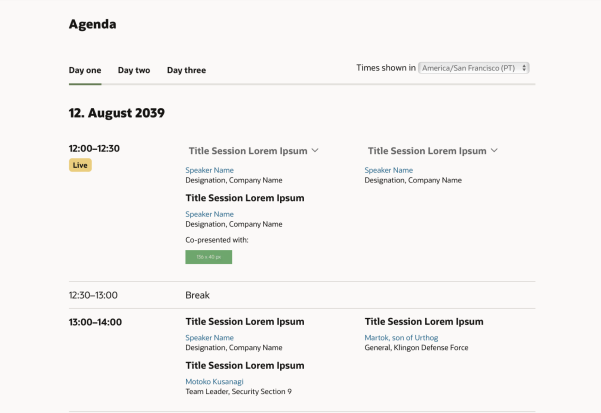 Agenda
Day one Day two Day three
Times shown in America/San Francisco (PT)
12. August 2039
12:00–12:30
Live
Title Session Lorem Ipsum
Speaker Name
Designation, Company Name
Title Session Lorem Ipsum
Speaker Name
Designation, Company Name
Co-presented with:
Title Session Lorem Ipsum
Speaker Name
Designation, Company Name
12:30–13:00 Break
13:00–14:00
Title Session Lorem Ipsum
Speaker Name
Designation, Company Name
Title Session Lorem Ipsum
Motoko Kusanagi
Team Leader, Security Section 9
Title Session Lorem Ipsum
Martok, son of Urthog
General, Klingon Defense Force